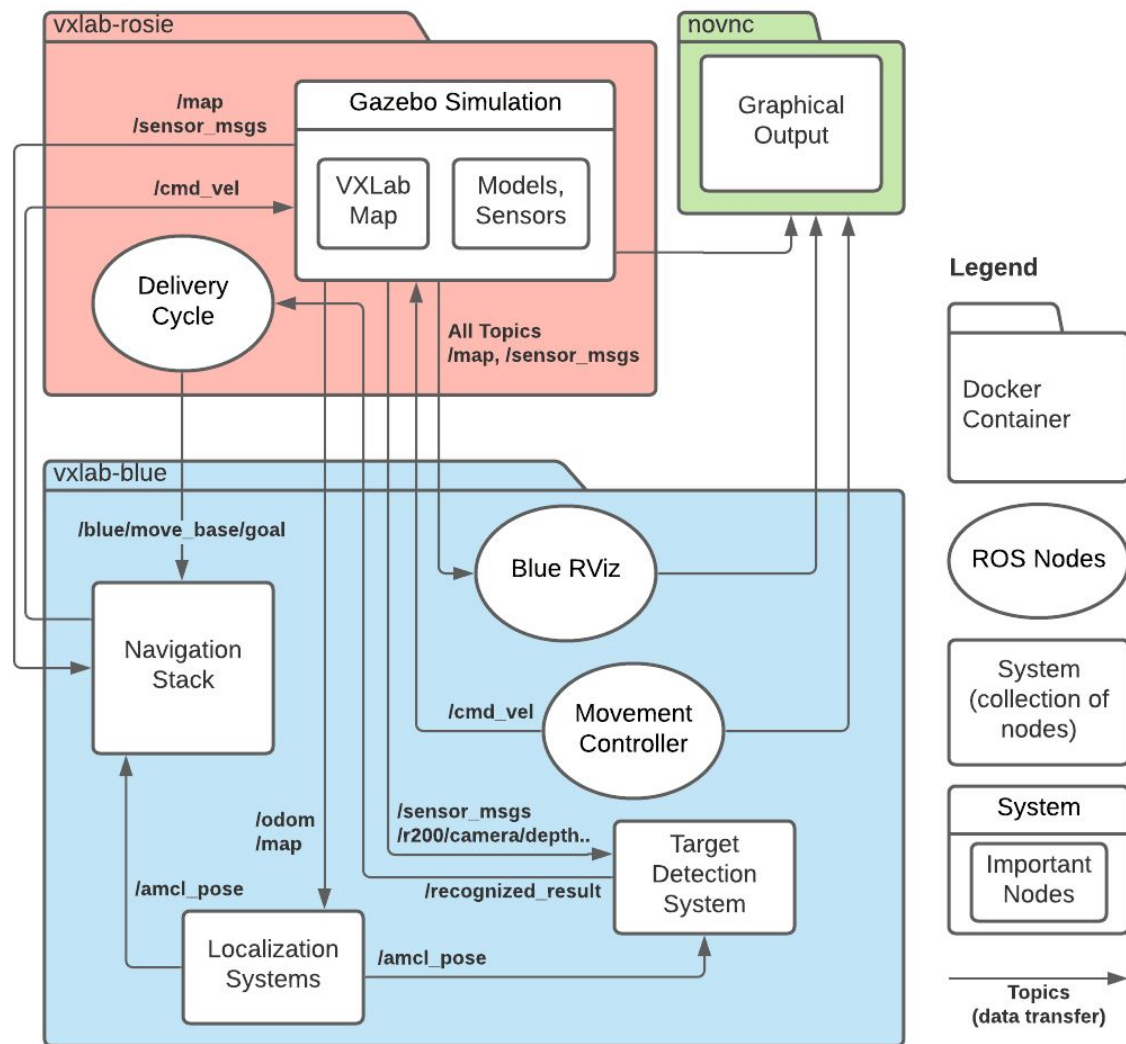 vxlab-rosie
novnc
/map
/sensor_msgs
Gazebo Simulation
VXLab
Map
Models,
Sensors
Graphical
Output
/cmd_vel
Delivery
Cycle
All Topics
/map, /sensor_msgs
vxlab-blue
/blue/move_base/goal
Blue RViz
Navigation
Stack
/cmd_vel
Movement
Controller
/odom
/map
/sensor_msgs
/r200/camera/depth..
Target
Detection
System
/recognized_result
/amcl_pose
Localization
Systems
/amcl_pose
Legend
Docker
Container
ROS Nodes
System
(collection of
nodes)
System
Important
Nodes
Topics
(data transfer)